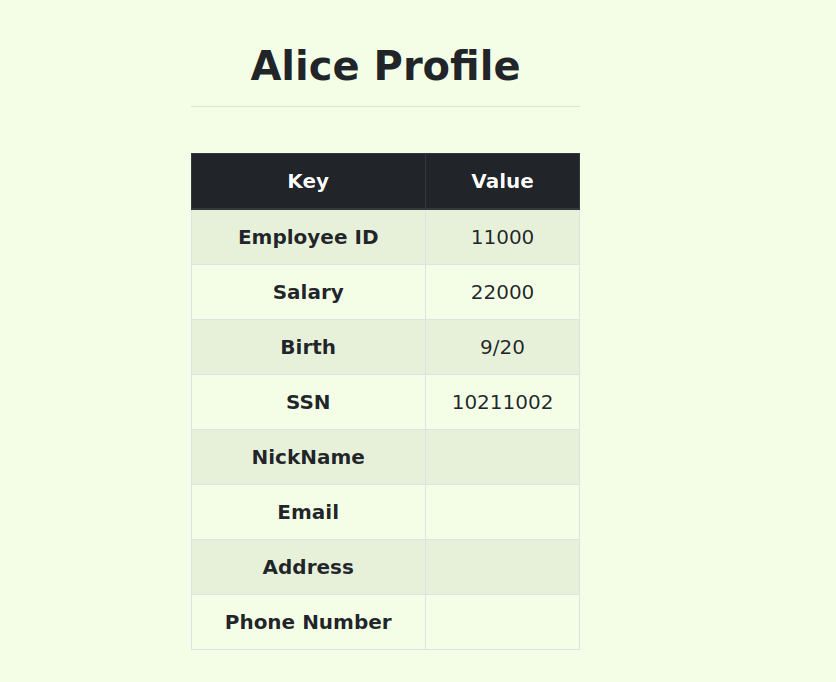 Alice Profile
Key Value
Employee ID 11000
Salary 22000
Birth 9/20
SSN 10211002
NickName
Email
Address
Phone Number